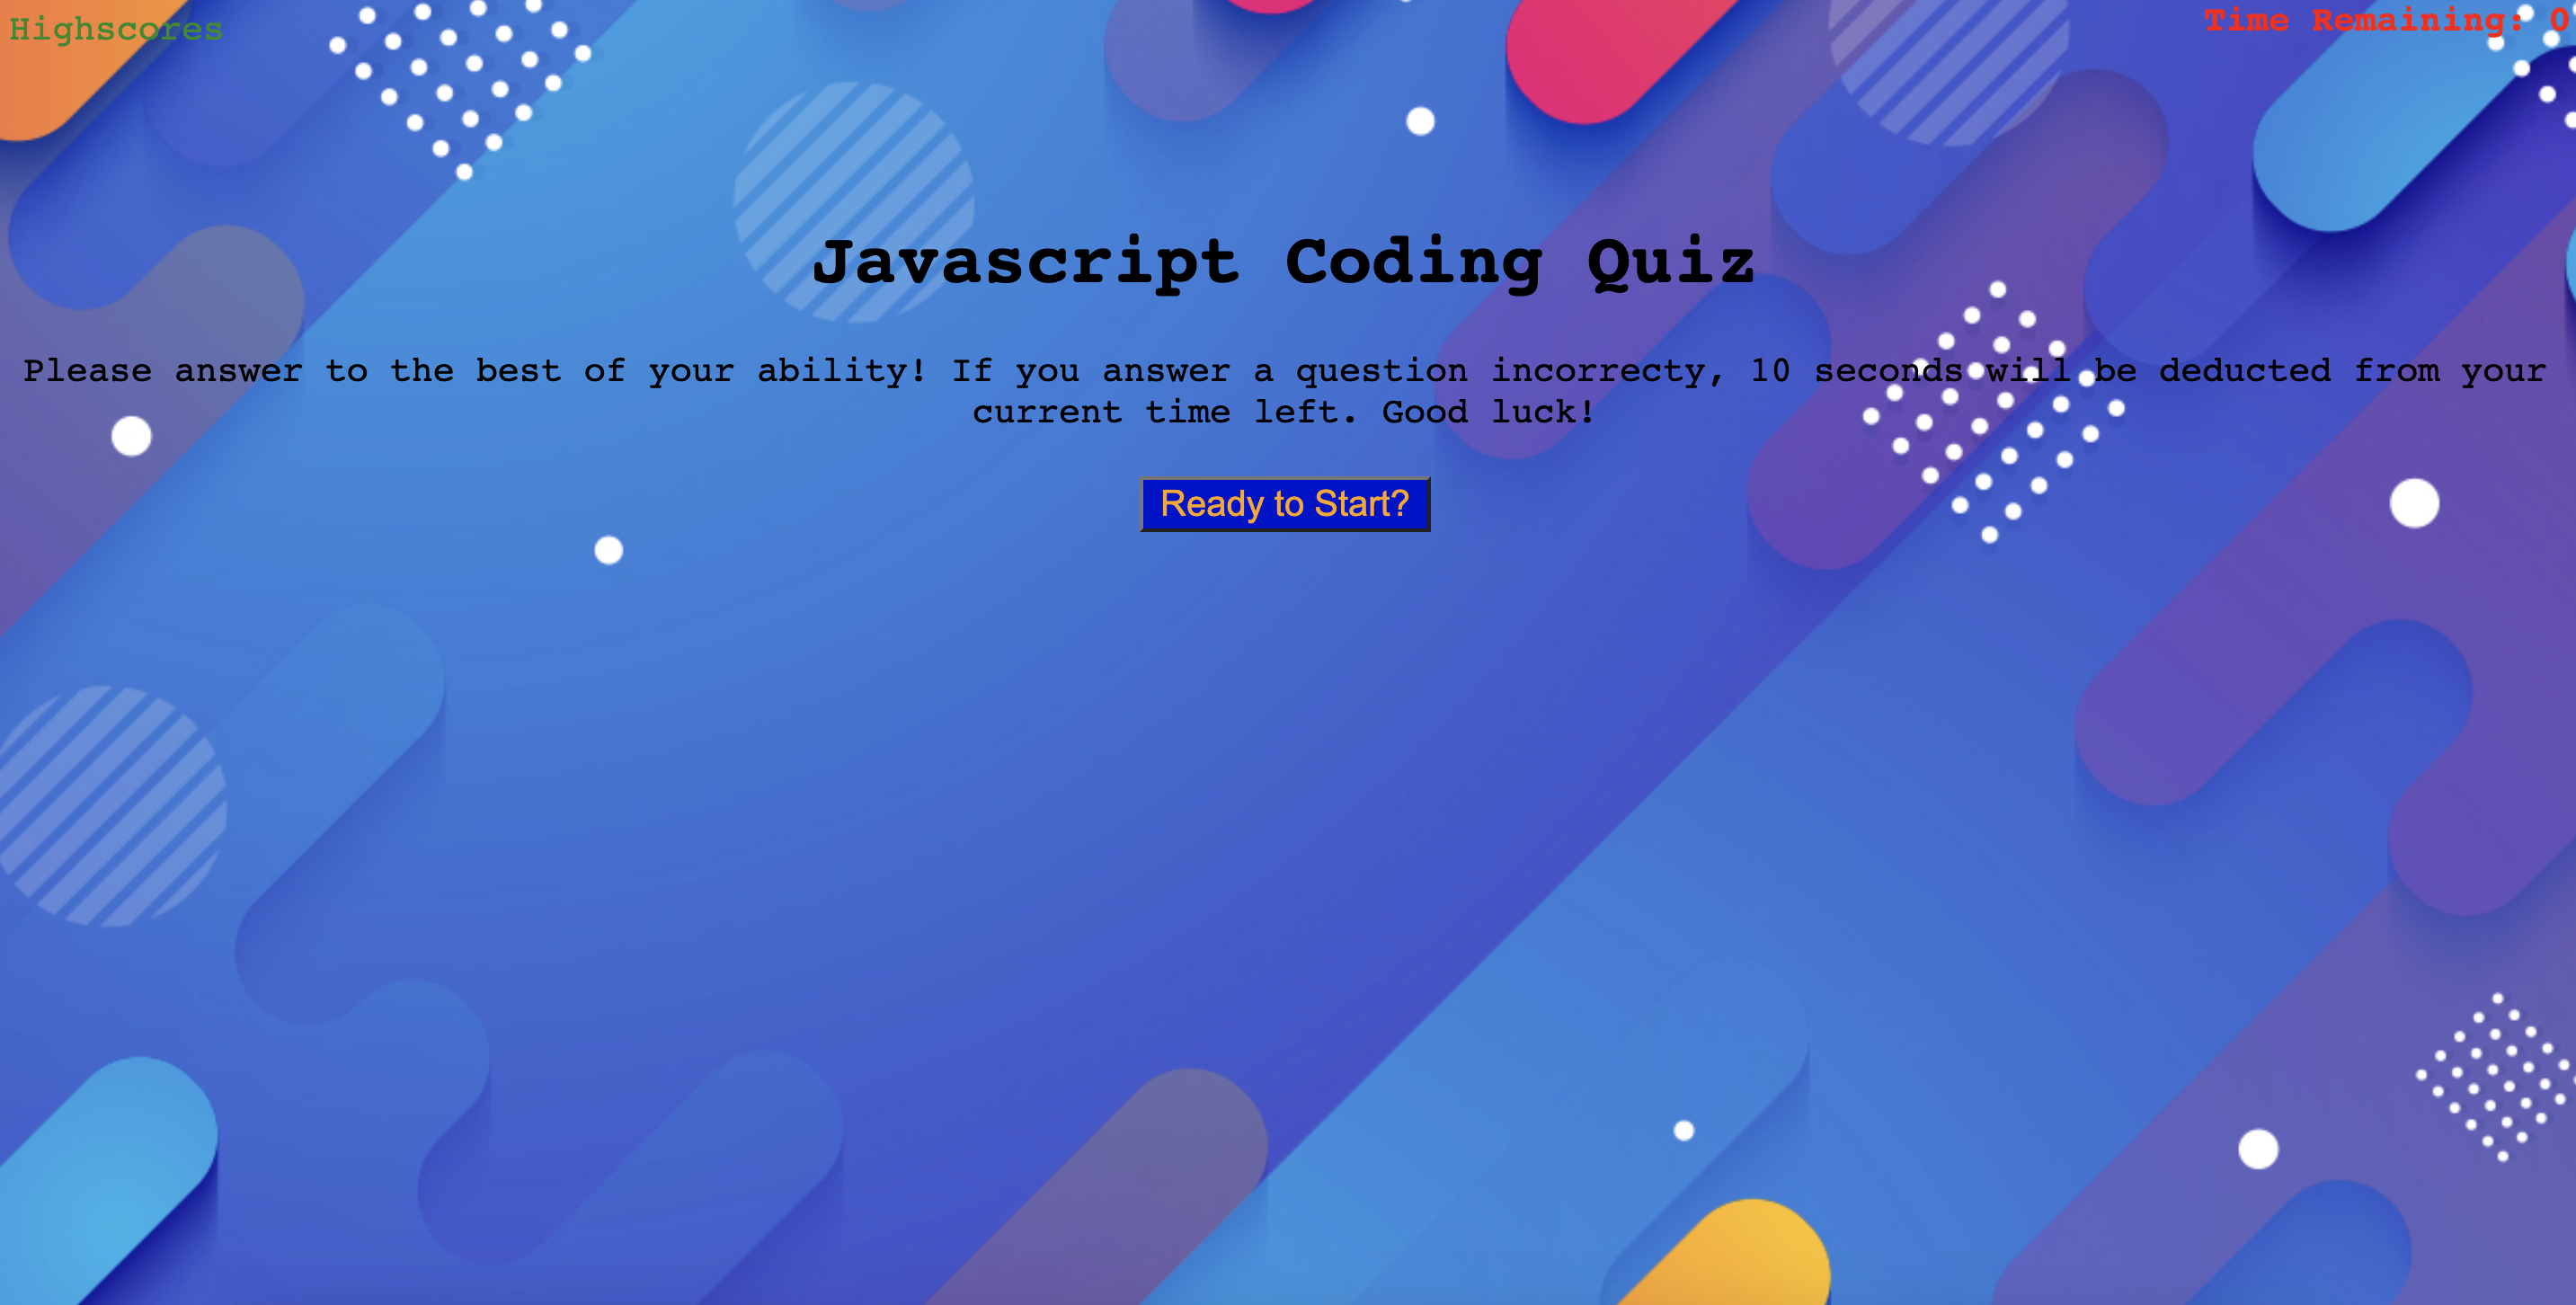 Highscores
Time Remaining: 0
Javascript Coding Quiz
Please answer to the best of your ability! If you answer a question incorrecty, 10 seconds will be deducted from your
current time left. Good luck!
Ready to Start?